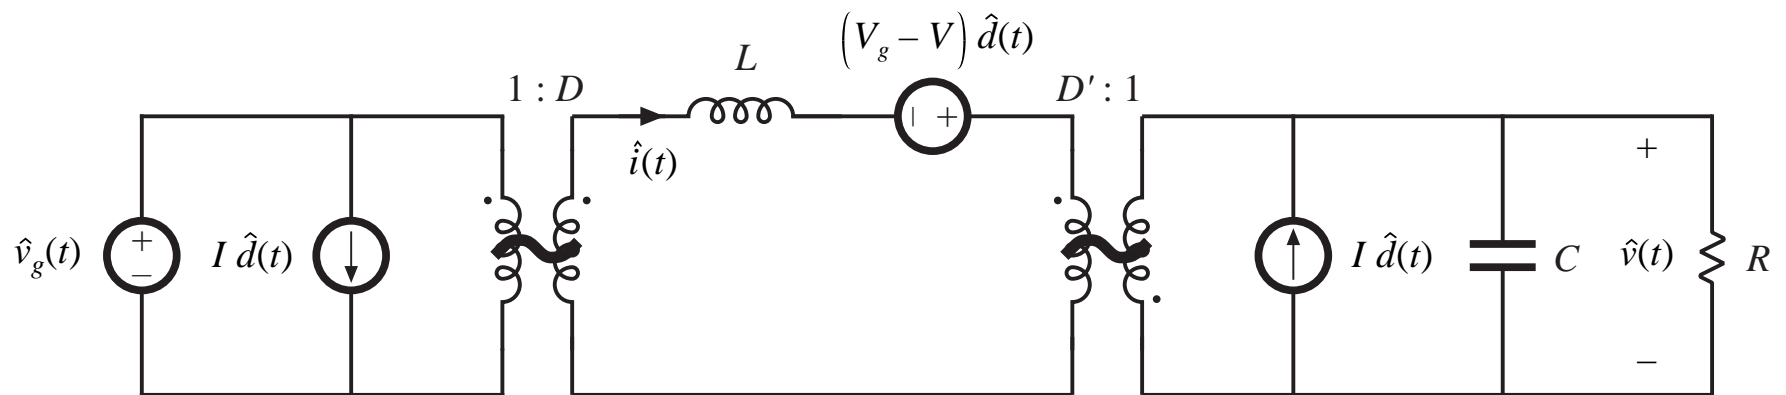 (V_g – V) d̂(t)
L
1 : D
D′ : 1
+
–
+
î(t)
+
–
v̂_g(t)
I d̂(t)
I d̂(t)
C
v̂(t)
R
+
–